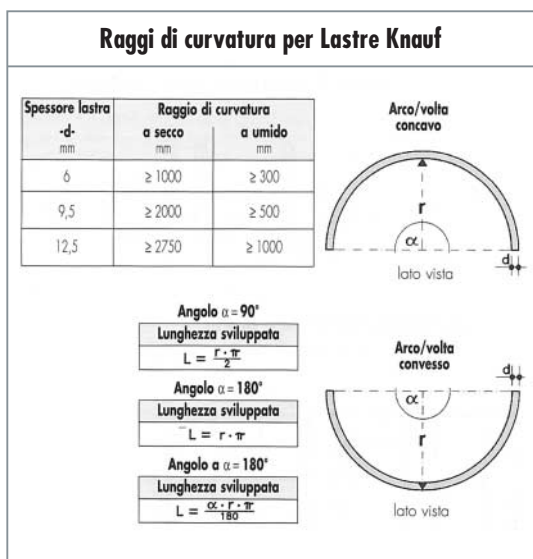 Raggi di curvatura per Lastre Knauf
Spessore lastra
-d-
mm
Raggio di curvatura
a secco
mm
a umido
mm
6 ≥ 1000 ≥ 300
9,5 ≥ 2000 ≥ 500
12,5 ≥ 2750 ≥ 1000
Arco/volta
concavo
r
α
d
lato vista
Angolo α = 90°
Lunghezza sviluppata
L = r · π / 2
Angolo α = 180°
Lunghezza sviluppata
L = r · π
Angolo a α = 180°
Lunghezza sviluppata
L = α · r · π / 180
Arco/volta
convesso
d
α
r
lato vista